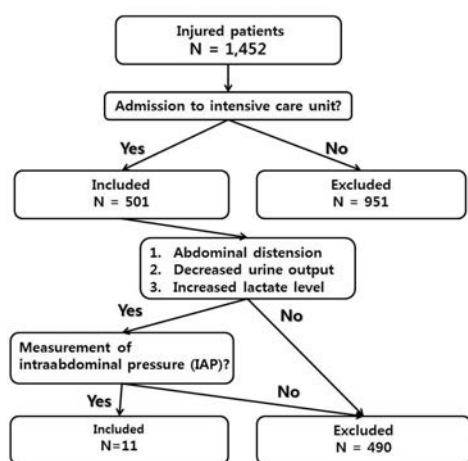 Injured patients
N = 1,452
Admission to intensive care unit?
Yes
No
Included
N = 501
Excluded
N = 951
1. Abdominal distension
2. Decreased urine output
3. Increased lactate level
Yes
No
Measurement of
intraabdominal pressure (IAP)?
Yes
No
Included
N=11
Excluded
N = 490